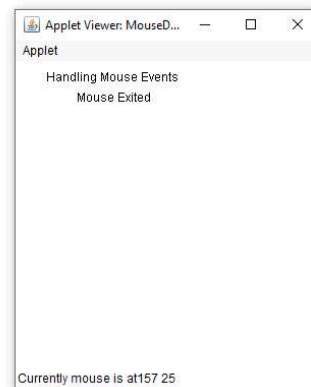 Applet Viewer: MouseD...
Applet
Handling Mouse Events
Mouse Exited
Currently mouse is at157 25